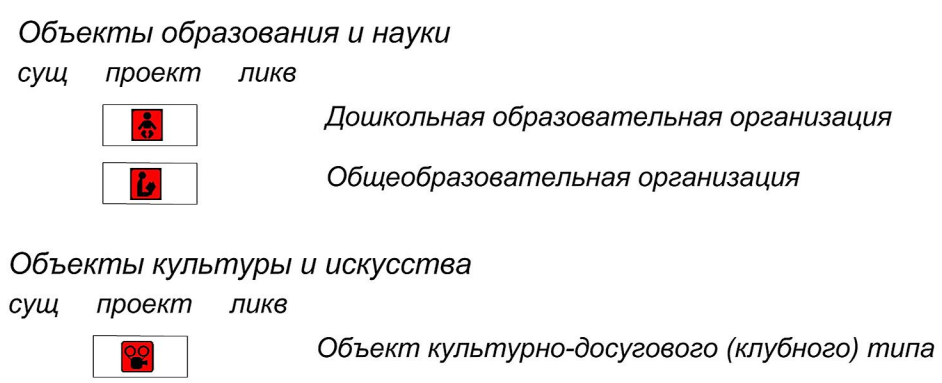 Объекты образования и науки
сущ проект ликв
Дошкольная образовательная организация
Общеобразовательная организация
Объекты культуры и искусства
сущ проект ликв
Объект культурно-досугового (клубного) типа